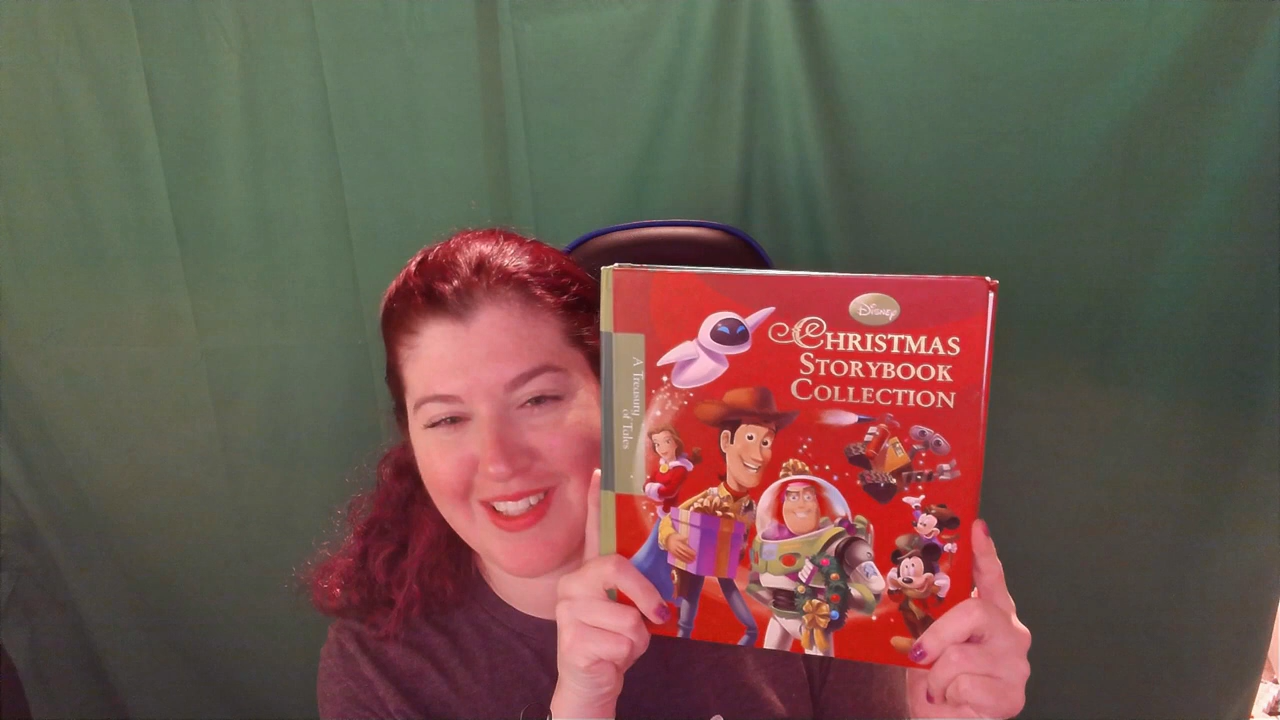 Disney
Christmas
Storybook
Collection
A Treasury
of Tales